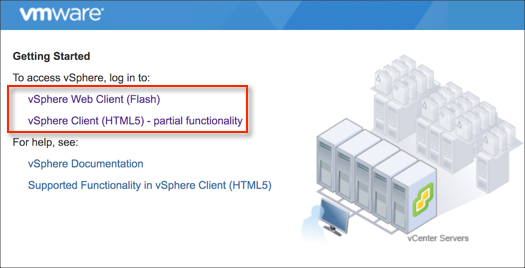 vmware
Getting Started
To access vSphere, log in to:
vSphere Web Client (Flash)
vSphere Client (HTML5) - partial functionality
For help, see:
vSphere Documentation
Supported Functionality in vSphere Client (HTML5)
vCenter Servers